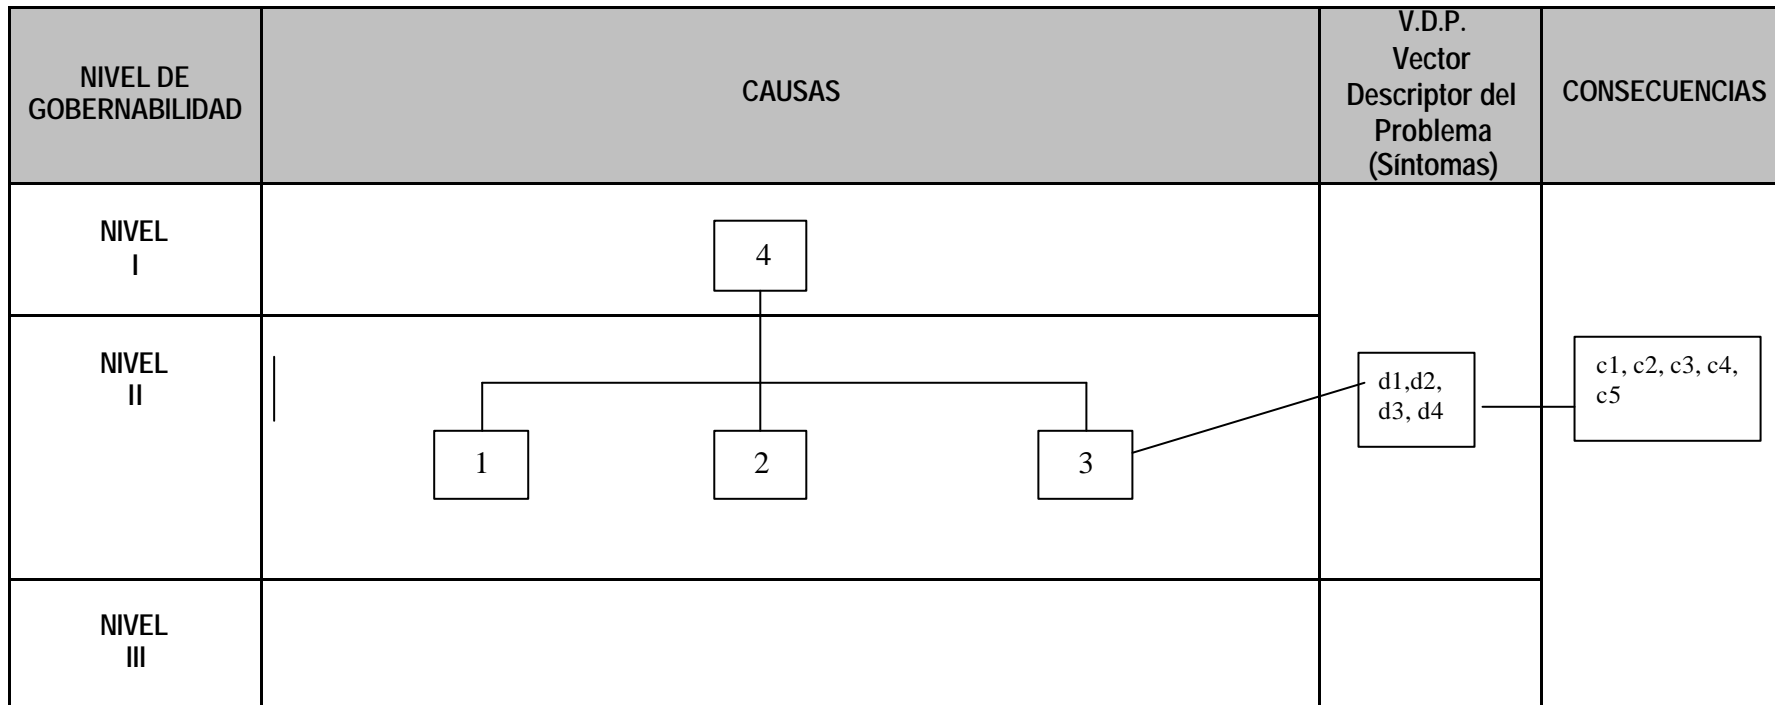 NIVEL DE
GOBERNABILIDAD
CAUSAS
V.D.P.
Vector
Descriptor del
Problema
(Síntomas)
CONSECUENCIAS
NIVEL
I
4
NIVEL
II
1
2
3
d1,d2,
d3, d4
c1, c2, c3, c4,
c5
NIVEL
III